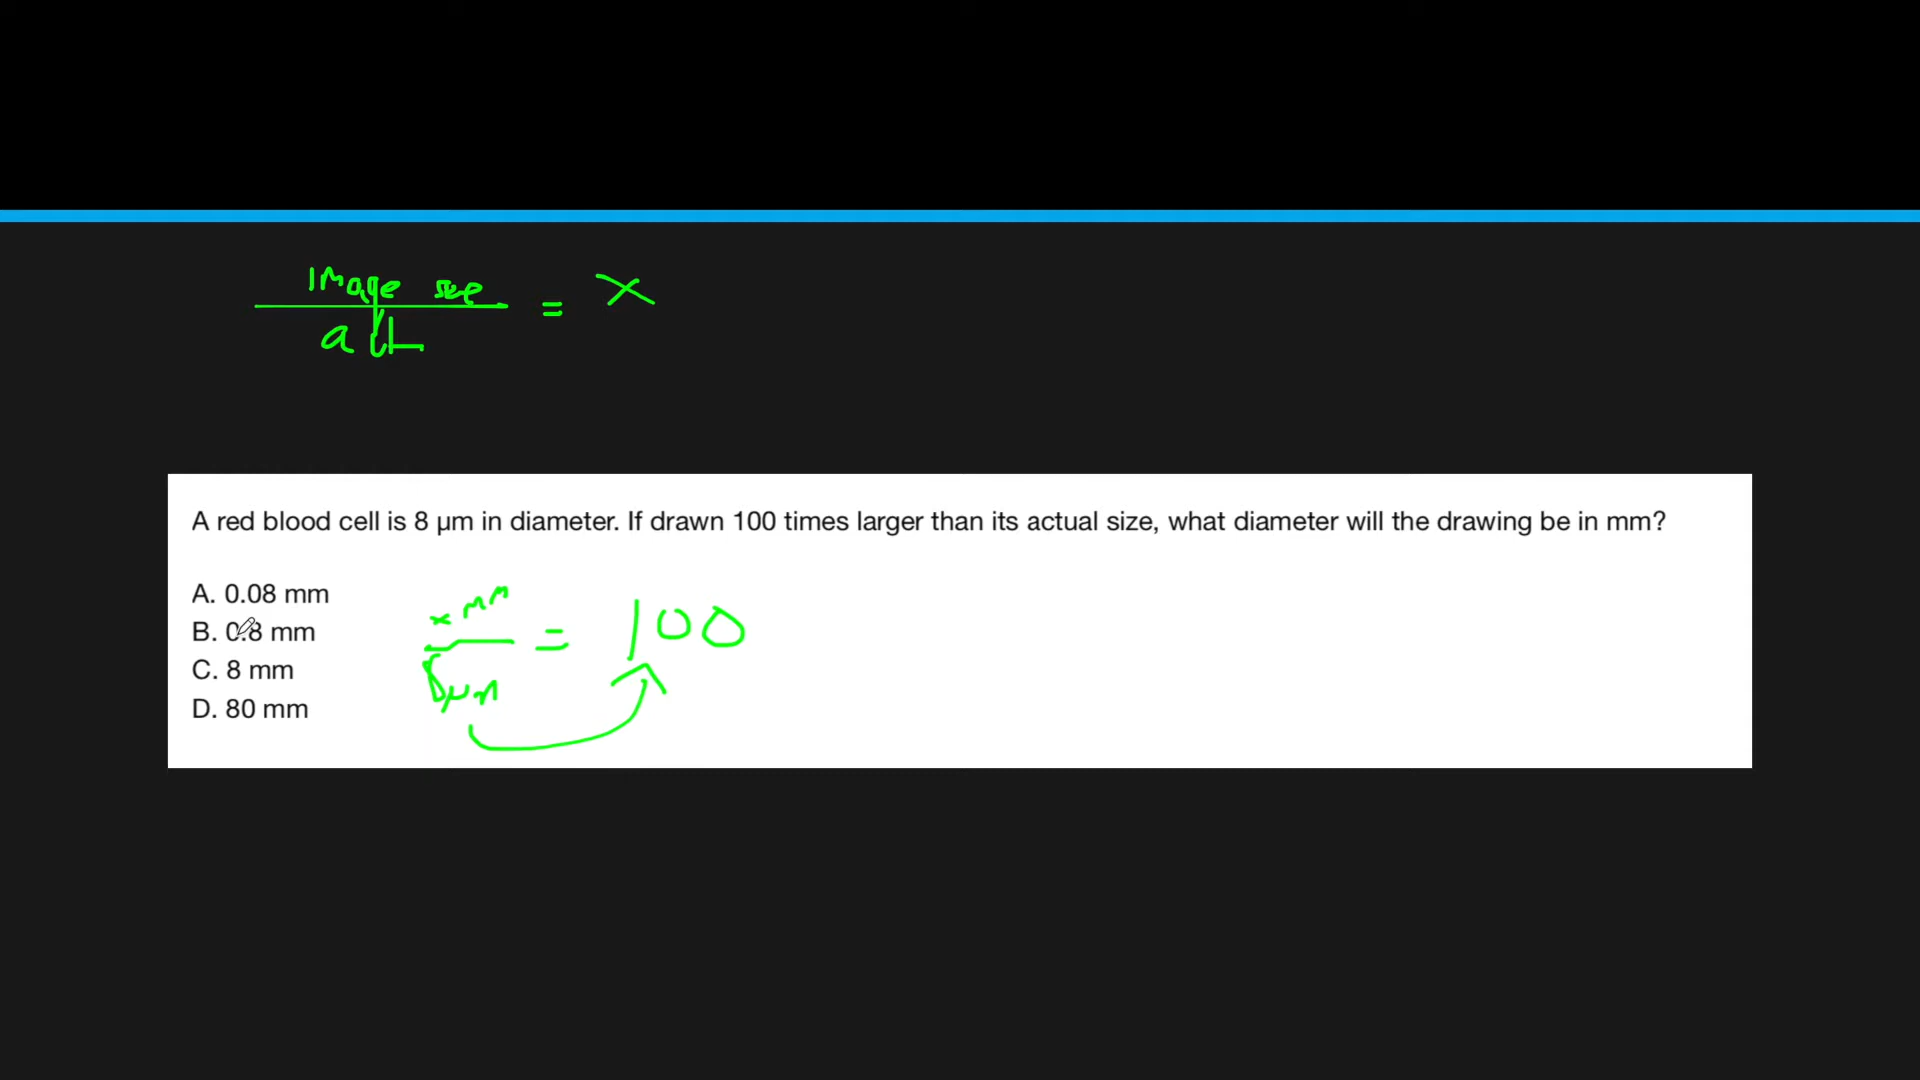 Image size = X
act
A red blood cell is 8 μm in diameter. If drawn 100 times larger than its actual size, what diameter will the drawing be in mm?
A. 0.08 mm
B. 0.8 mm
C. 8 mm
D. 80 mm
x mm
= 100
8μm